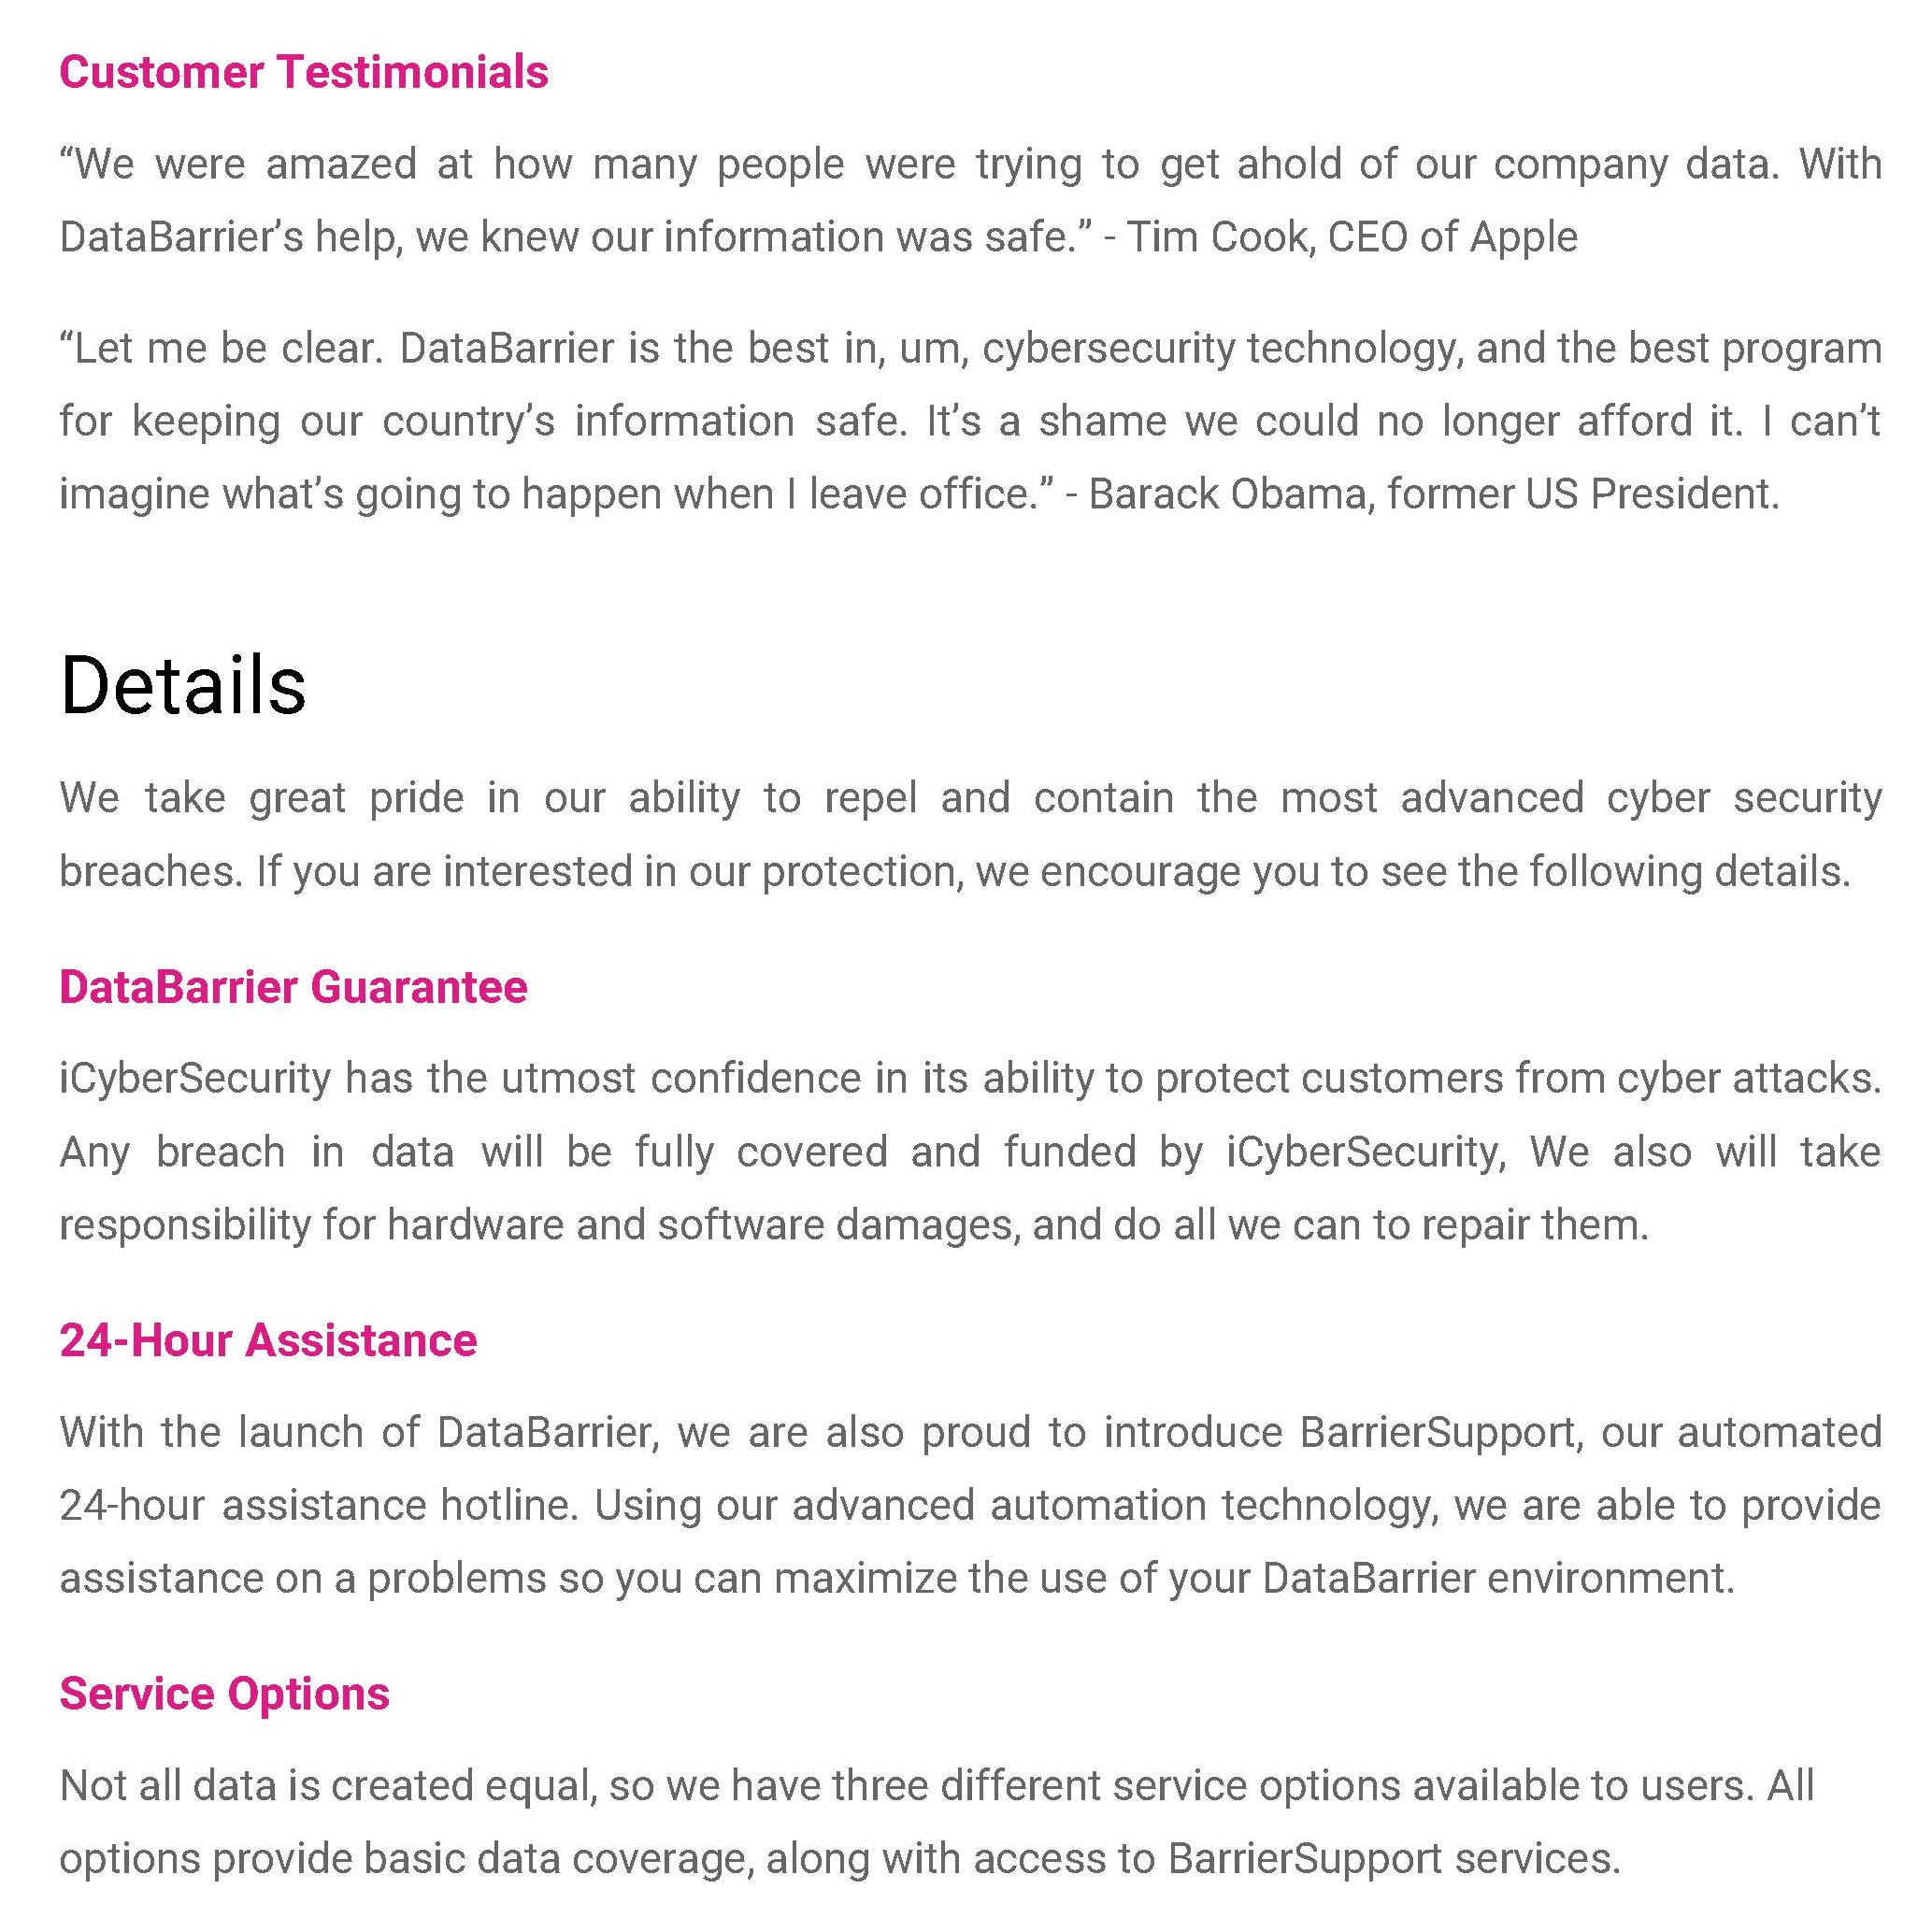 Customer Testimonials
“We were amazed at how many people were trying to get ahold of our company data. With
DataBarrier’s help, we knew our information was safe.” - Tim Cook, CEO of Apple
“Let me be clear. DataBarrier is the best in, um, cybersecurity technology, and the best program
for keeping our country’s information safe. It’s a shame we could no longer afford it. I can’t
imagine what’s going to happen when I leave office.” - Barack Obama, former US President.
Details
We take great pride in our ability to repel and contain the most advanced cyber security
breaches. If you are interested in our protection, we encourage you to see the following details.
DataBarrier Guarantee
iCyberSecurity has the utmost confidence in its ability to protect customers from cyber attacks.
Any breach in data will be fully covered and funded by iCyberSecurity, We also will take
responsibility for hardware and software damages, and do all we can to repair them.
24-Hour Assistance
With the launch of DataBarrier, we are also proud to introduce BarrierSupport, our automated
24-hour assistance hotline. Using our advanced automation technology, we are able to provide
assistance on a problems so you can maximize the use of your DataBarrier environment.
Service Options
Not all data is created equal, so we have three different service options available to users. All
options provide basic data coverage, along with access to BarrierSupport services.